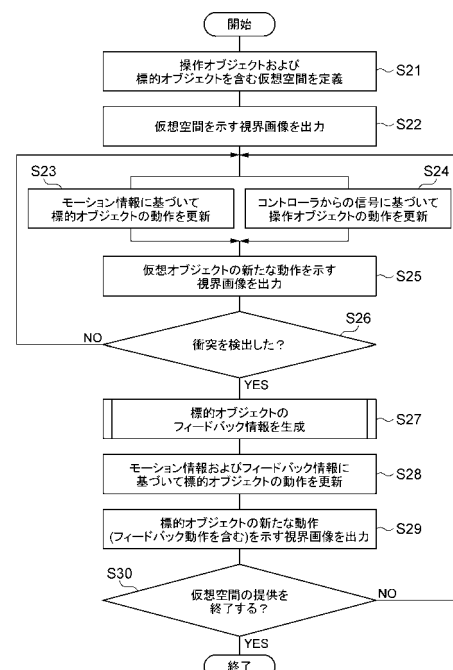 開始
操作オブジェクトおよび
標的オブジェクトを含む仮想空間を定義
S21
仮想空間を示す視界画像を出力
S22
S23
モーション情報に基づいて
標的オブジェクトの動作を更新
S24
コントローラからの信号に基づいて
操作オブジェクトの動作を更新
仮想オブジェクトの新たな動作を示す
視界画像を出力
S25
S26
衝突を検出した?
NO
YES
標的オブジェクトの
フィードバック情報を生成
S27
モーション情報およびフィードバック情報に
基づいて標的オブジェクトの動作を更新
S28
標的オブジェクトの新たな動作
(フィードバック動作を含む)を示す視界画像を出力
S29
S30
仮想空間の提供を
終了する?
NO
YES
終了